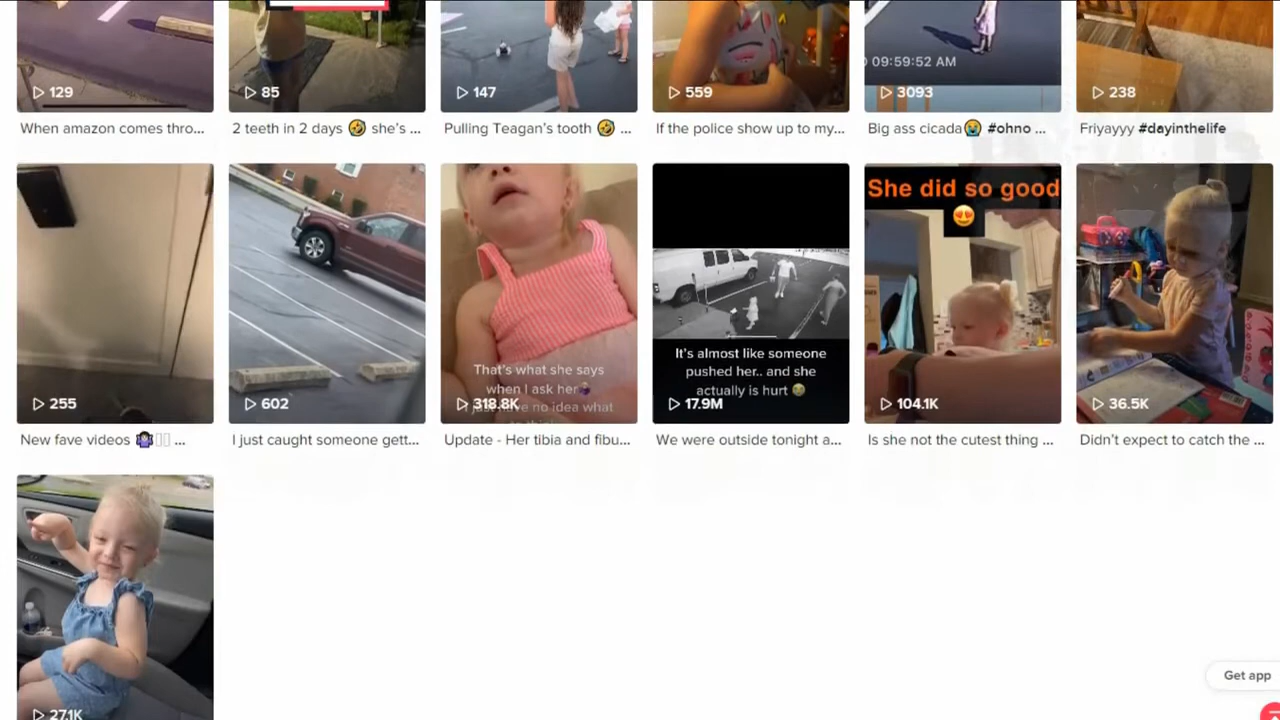 129
85
147
559
09:59:52 AM
3093
238
When amazon comes thro...
2 teeth in 2 days 🤣 she's ...
Pulling Teagan's tooth 🤣 ...
If the police show up to my...
Big ass cicada😭 #ohno ...
Friyayyy #dayinthelife
255
602
That's what she says
when I ask her
318.8K
just have no idea what
It's almost like someone
pushed her.. and she
actually is hurt 😭
17.9M
She did so good
😍
104.1K
36.5K
New fave videos ...
I just caught someone gett...
Update - Her tibia and fibu...
We were outside tonight a...
Is she not the cutest thing ...
Didn't expect to catch the ...
27.1K
Get app